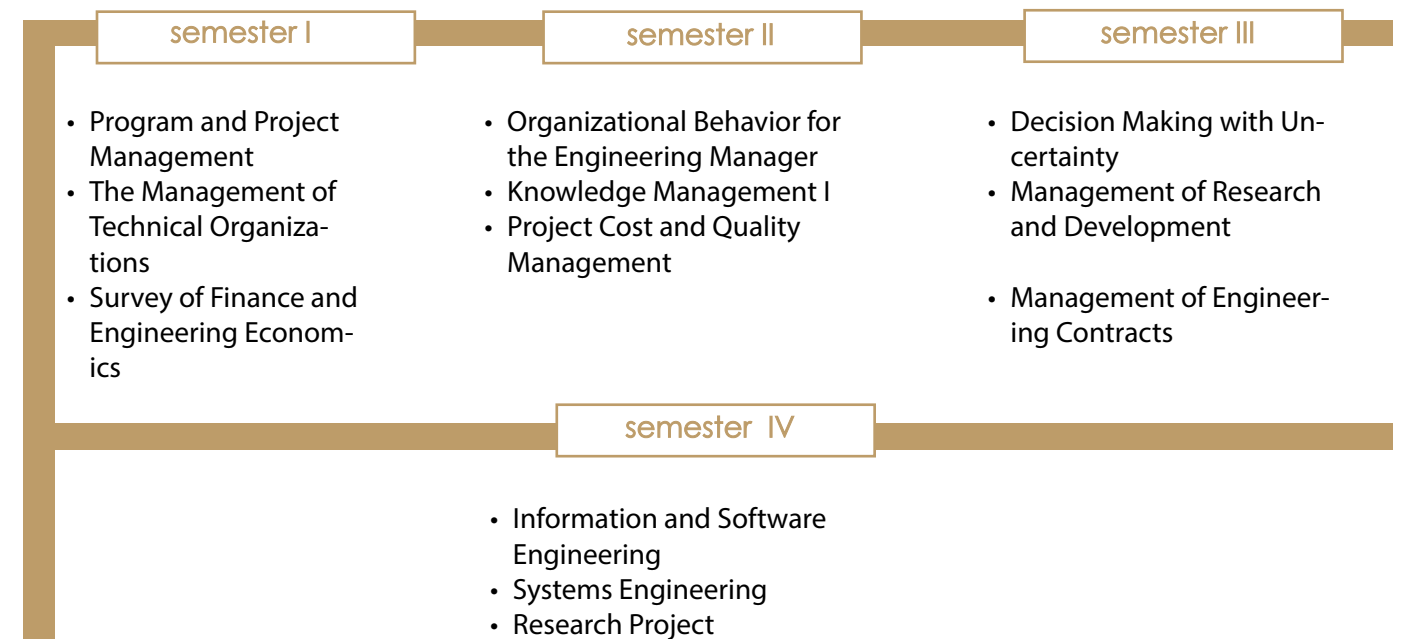 semester I
• Program and Project
Management
• The Management of
Technical Organiza-
tions
• Survey of Finance and
Engineering Econom-
ics
semester II
• Organizational Behavior for
the Engineering Manager
• Knowledge Management I
• Project Cost and Quality
Management
semester III
• Decision Making with Un-
certainty
• Management of Research
and Development
• Management of Engineer-
ing Contracts
semester IV
• Information and Software
Engineering
• Systems Engineering
• Research Project